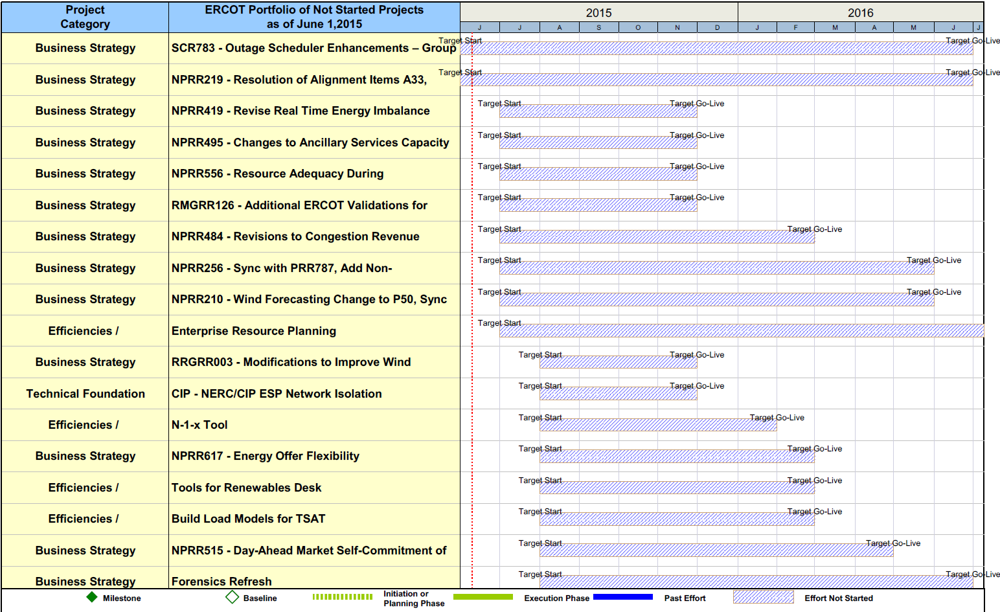 Project
Category
ERCOT Portfolio of Not Started Projects
as of June 1,2015
2015
2016
J J A S O N D J F M A M J J
Business Strategy
SCR783 - Outage Scheduler Enhancements – Group
Target Start
Target Go-Live
Business Strategy
NPRR219 - Resolution of Alignment Items A33,
Target Start
Target Go-Live
Business Strategy
NPRR419 - Revise Real Time Energy Imbalance
Target Start
Target Go-Live
Business Strategy
NPRR495 - Changes to Ancillary Services Capacity
Target Start
Target Go-Live
Business Strategy
NPRR556 - Resource Adequacy During
Target Start
Target Go-Live
Business Strategy
RMGRR126 - Additional ERCOT Validations for
Target Start
Target Go-Live
Business Strategy
NPRR484 - Revisions to Congestion Revenue
Target Start
Target Go-Live
Business Strategy
NPRR256 - Sync with PRR787, Add Non-
Target Start
Target Go-Live
Business Strategy
NPRR210 - Wind Forecasting Change to P50, Sync
Target Start
Target Go-Live
Efficiencies /
Enterprise Resource Planning
Target Start
Business Strategy
RRGRR003 - Modifications to Improve Wind
Target Start
Target Go-Live
Technical Foundation
CIP - NERC/CIP ESP Network Isolation
Target Start
Target Go-Live
Efficiencies /
N-1-x Tool
Target Start
Target Go-Live
Business Strategy
NPRR617 - Energy Offer Flexibility
Target Start
Target Go-Live
Efficiencies /
Tools for Renewables Desk
Target Start
Target Go-Live
Efficiencies /
Build Load Models for TSAT
Target Start
Target Go-Live
Business Strategy
NPRR515 - Day-Ahead Market Self-Commitment of
Target Start
Target Go-Live
Business Strategy
Forensics Refresh
Target Start
Target Go-Live
Milestone
Baseline
Initiation or
Planning Phase
Execution Phase
Past Effort
Effort Not Started